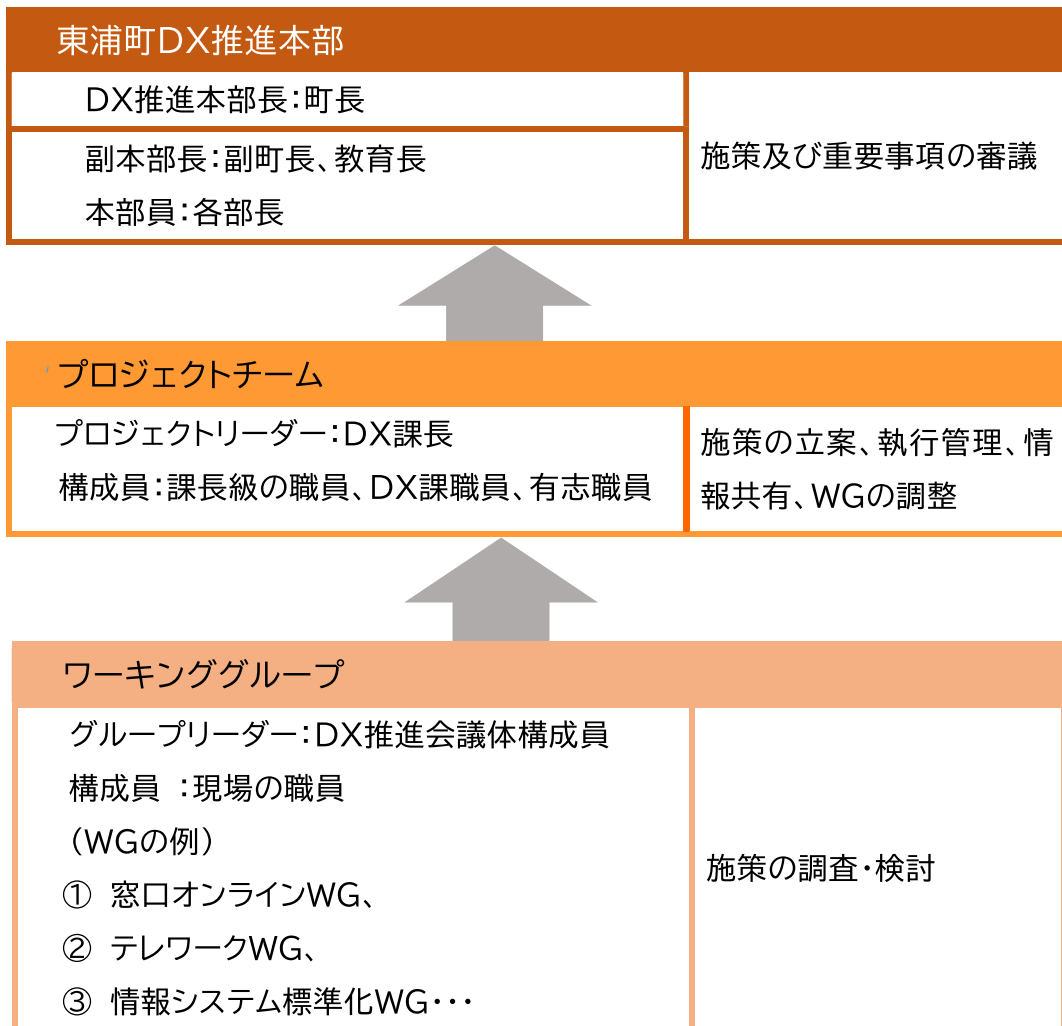 東浦町DX推進本部
DX推進本部長：町長
副本部長：副町長、教育長
本部員：各部長
施策及び重要事項の審議
プロジェクトチーム
プロジェクトリーダー：DX課長
構成員：課長級の職員、DX課職員、有志職員
施策の立案、執行管理、情
報共有、WGの調整
ワーキンググループ
グループリーダー：DX推進会議体構成員
構成員 ：現場の職員
（WGの例）
① 窓口オンラインWG、
② テレワークWG、
③ 情報システム標準化WG・・・
施策の調査・検討